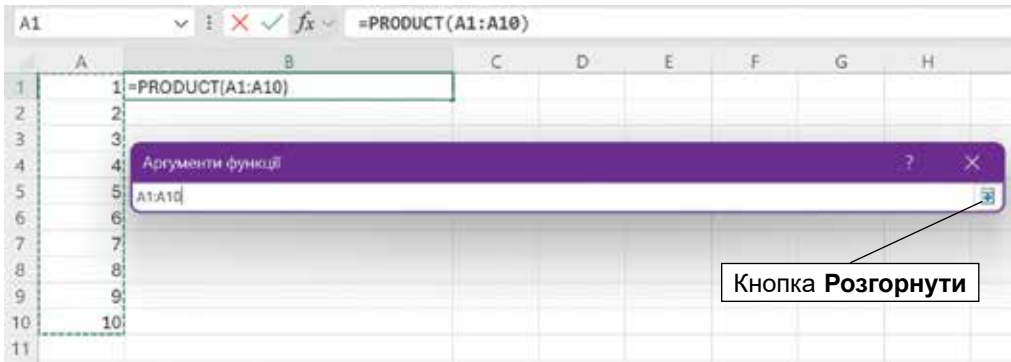 A1 fx =PRODUCT(A1:A10)
A B C D E F G H
1 1 =PRODUCT(A1:A10)
2 2
3 3
4 4 Аргументи функції ? ×
5 5 A1:A10
6 6
7 7
8 8
Кнопка Розгорнути
9 9
10 10
11